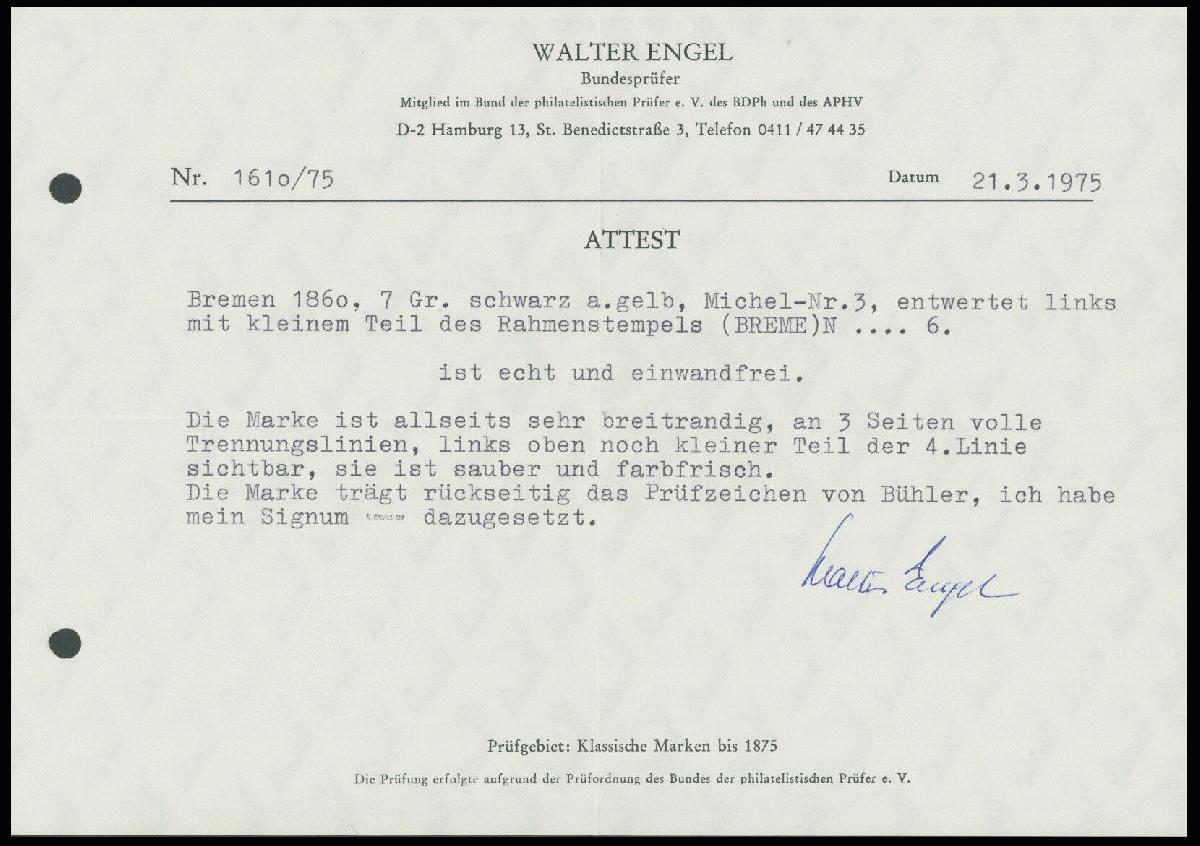 WALTER ENGEL
Bundesprüfer
Mitglied im Bund der philatelistischen Prüfer e. V. des BDPh und des APHV
D-2 Hamburg 13, St. Benedictstraße 3, Telefon 0411 / 47 44 35
Nr. 161o/75 Datum 21.3.1975
ATTEST
Bremen 186o, 7 Gr. schwarz a.gelb, Michel-Nr.3, entwertet links
mit kleinem Teil des Rahmenstempels (BREME)N .... 6.
ist echt und einwandfrei.
Die Marke ist allseits sehr breitrandig, an 3 Seiten volle
Trennungslinien, links oben noch kleiner Teil der 4.Linie
sichtbar, sie ist sauber und farbfrisch.
Die Marke trägt rückseitig das Prüfzeichen von Bühler, ich habe
mein Signum dazugesetzt.
Walter Engel
Prüfgebiet: Klassische Marken bis 1875
Die Prüfung erfolgte aufgrund der Prüfordnung des Bundes der philatelistischen Prüfer e. V.